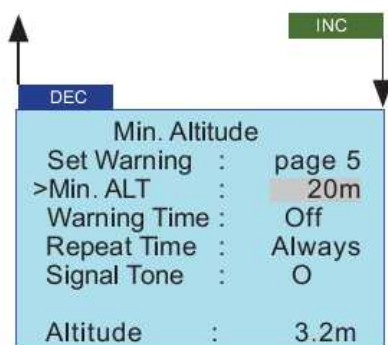 INC
DEC
Min. Altitude
Set Warning : page 5
>Min. ALT : 20m
Warning Time : Off
Repeat Time : Always
Signal Tone : O
Altitude : 3.2m